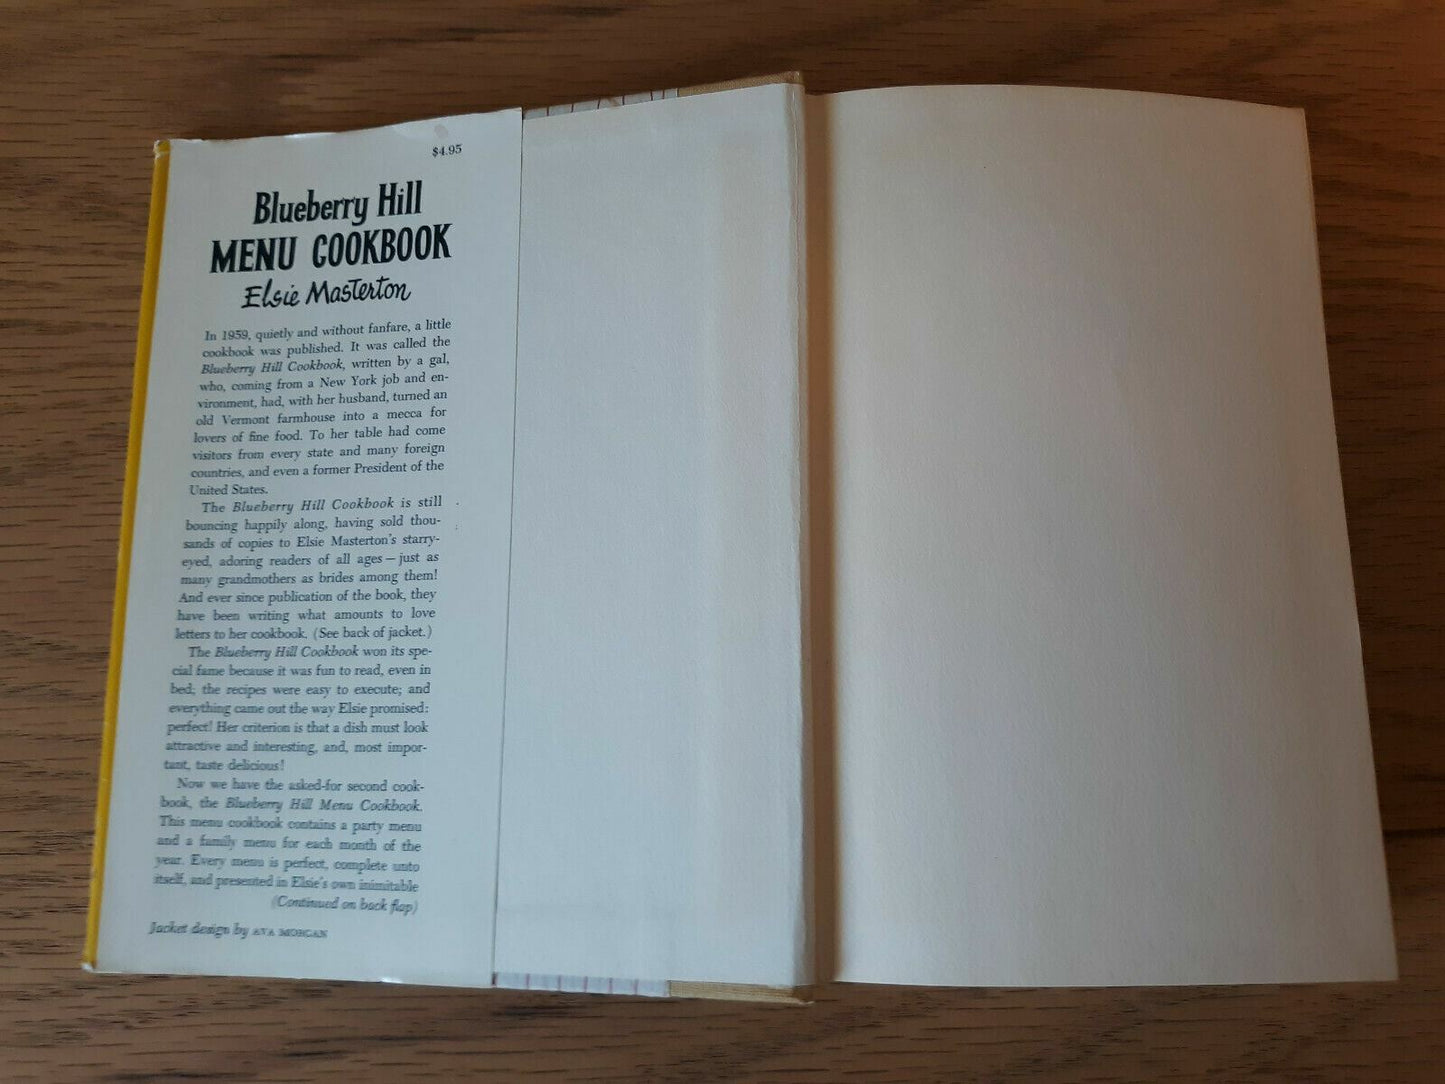 $4.95
Blueberry Hill
MENU COOKBOOK
Elsie Masterton
In 1959, quietly and without fanfare, a little
cookbook was published. It was called the
Blueberry Hill Cookbook, written by a gal,
who, coming from a New York job and en-
vironment, had, with her husband, turned an
old Vermont farmhouse into a mecca for
lovers of fine food. To her table had come
visitors from every state and many foreign
countries, and even a former President of the
United States.
The Blueberry Hill Cookbook is still
bouncing happily along, having sold thou-
sands of copies to Elsie Masterton's starry-
eyed, adoring readers of all ages—just as
many grandmothers as brides among them!
And ever since publication of the book, they
have been writing what amounts to love
letters to her cookbook. (See back of jacket.)
The Blueberry Hill Cookbook won its spe-
cial fame because it was fun to read, even in
bed; the recipes were easy to execute; and
everything came out the way Elsie promised:
perfect! Her criterion is that a dish must look
attractive and interesting, and, most impor-
tant, taste delicious!
Now we have the asked-for second cook-
book, the Blueberry Hill Menu Cookbook.
This menu cookbook contains a party menu
and a family menu for each month of the
year. Every menu is perfect, complete unto
itself, and presented in Elsie's own inimitable
(Continued on back flap)
Jacket design by AVA MORGAN